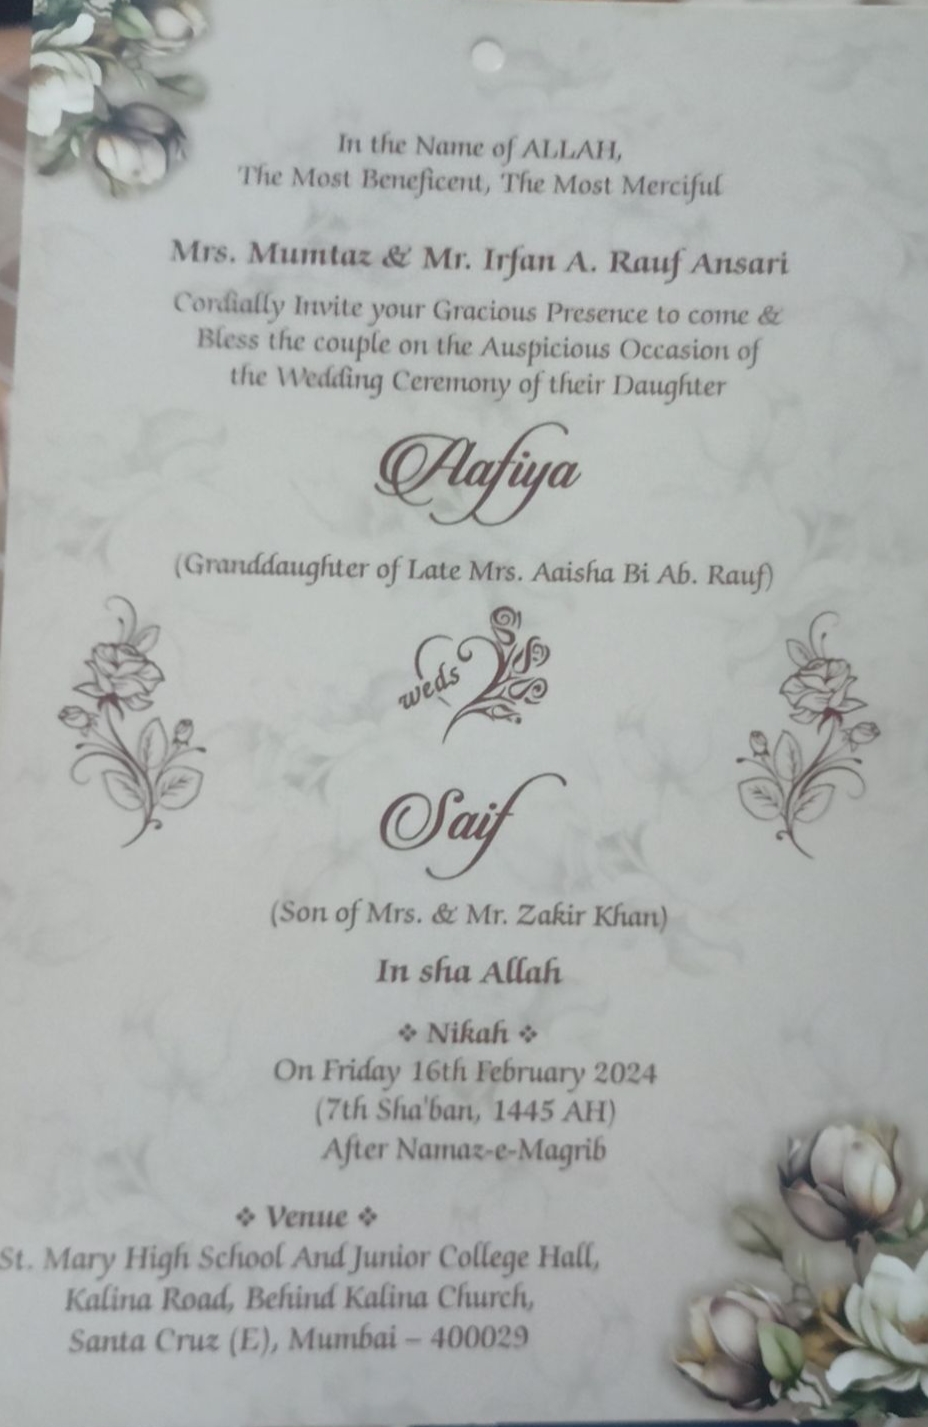 In the Name of ALLAH,
The Most Beneficent, The Most Merciful
Mrs. Mumtaz & Mr. Irfan A. Rauf Ansari
Cordially Invite your Gracious Presence to come &
Bless the couple on the Auspicious Occasion of
the Wedding Ceremony of their Daughter
Aafiya
(Granddaughter of Late Mrs. Aaisha Bi Ab. Rauf)
weds
Saif
(Son of Mrs. & Mr. Zakir Khan)
In sha Allah
❖ Nikah ❖
On Friday 16th February 2024
(7th Sha'ban, 1445 AH)
After Namaz-e-Magrib
❖ Venue ❖
St. Mary High School And Junior College Hall,
Kalina Road, Behind Kalina Church,
Santa Cruz (E), Mumbai – 400029